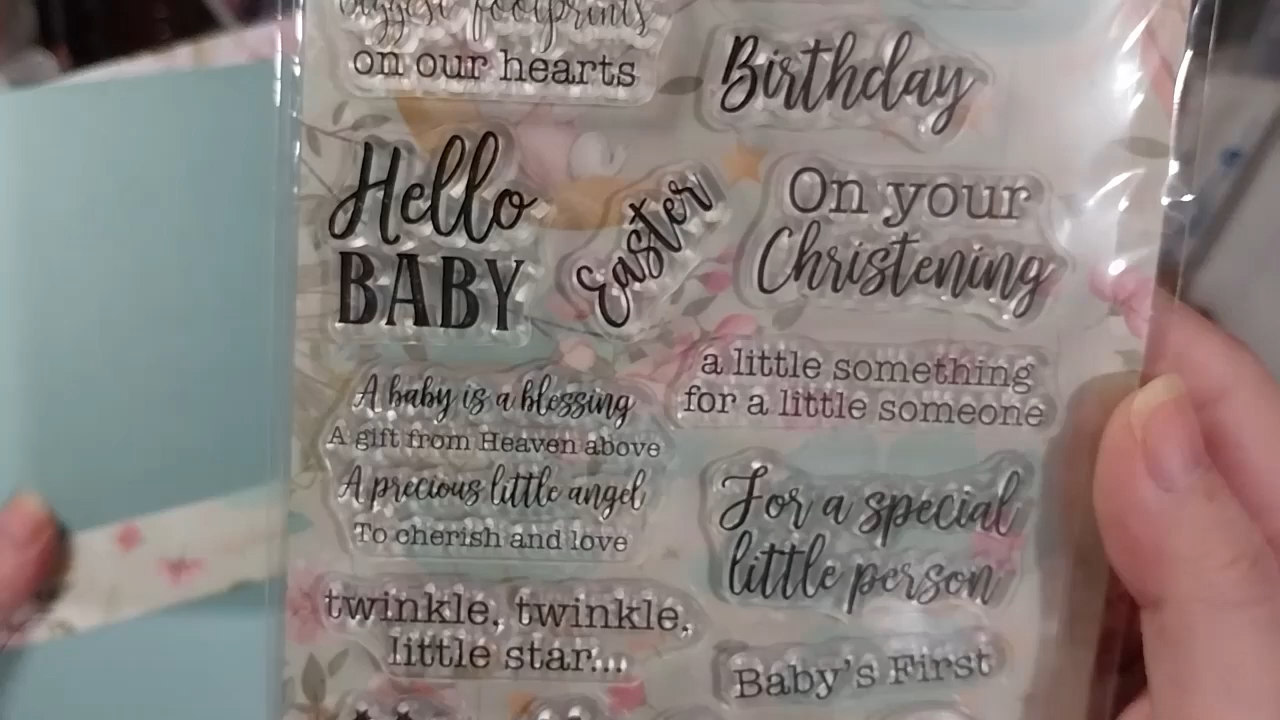 biggest footprints
on our hearts
Birthday
Hello
BABY
Easter
On your
Christening
a little something
for a little someone
A baby is a blessing
A gift from Heaven above
A precious little angel
To cherish and love
For a special
little person
twinkle, twinkle,
little star...
Baby's First